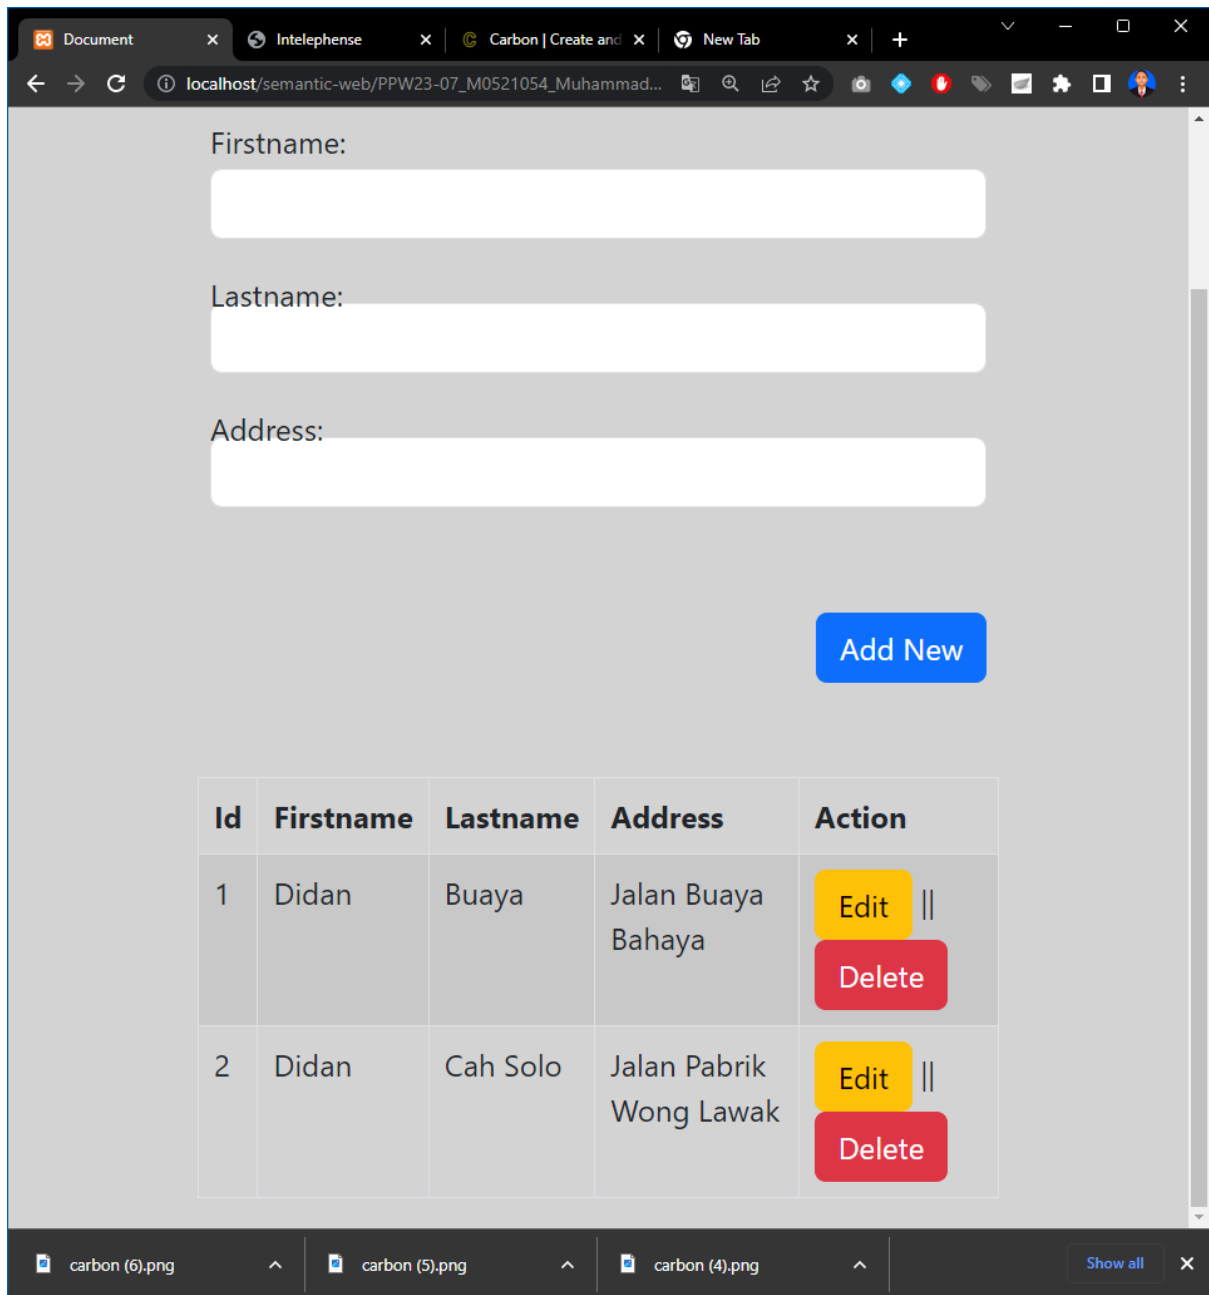 Document
Intelephense
Carbon | Create and
New Tab
localhost/semantic-web/PPW23-07_M0521054_Muhammad...
Firstname:
Lastname:
Address:
Add New
Id Firstname Lastname Address Action
1 Didan Buaya Jalan Buaya Bahaya Edit || Delete
2 Didan Cah Solo Jalan Pabrik Wong Lawak Edit || Delete
carbon (6).png
carbon (5).png
carbon (4).png
Show all